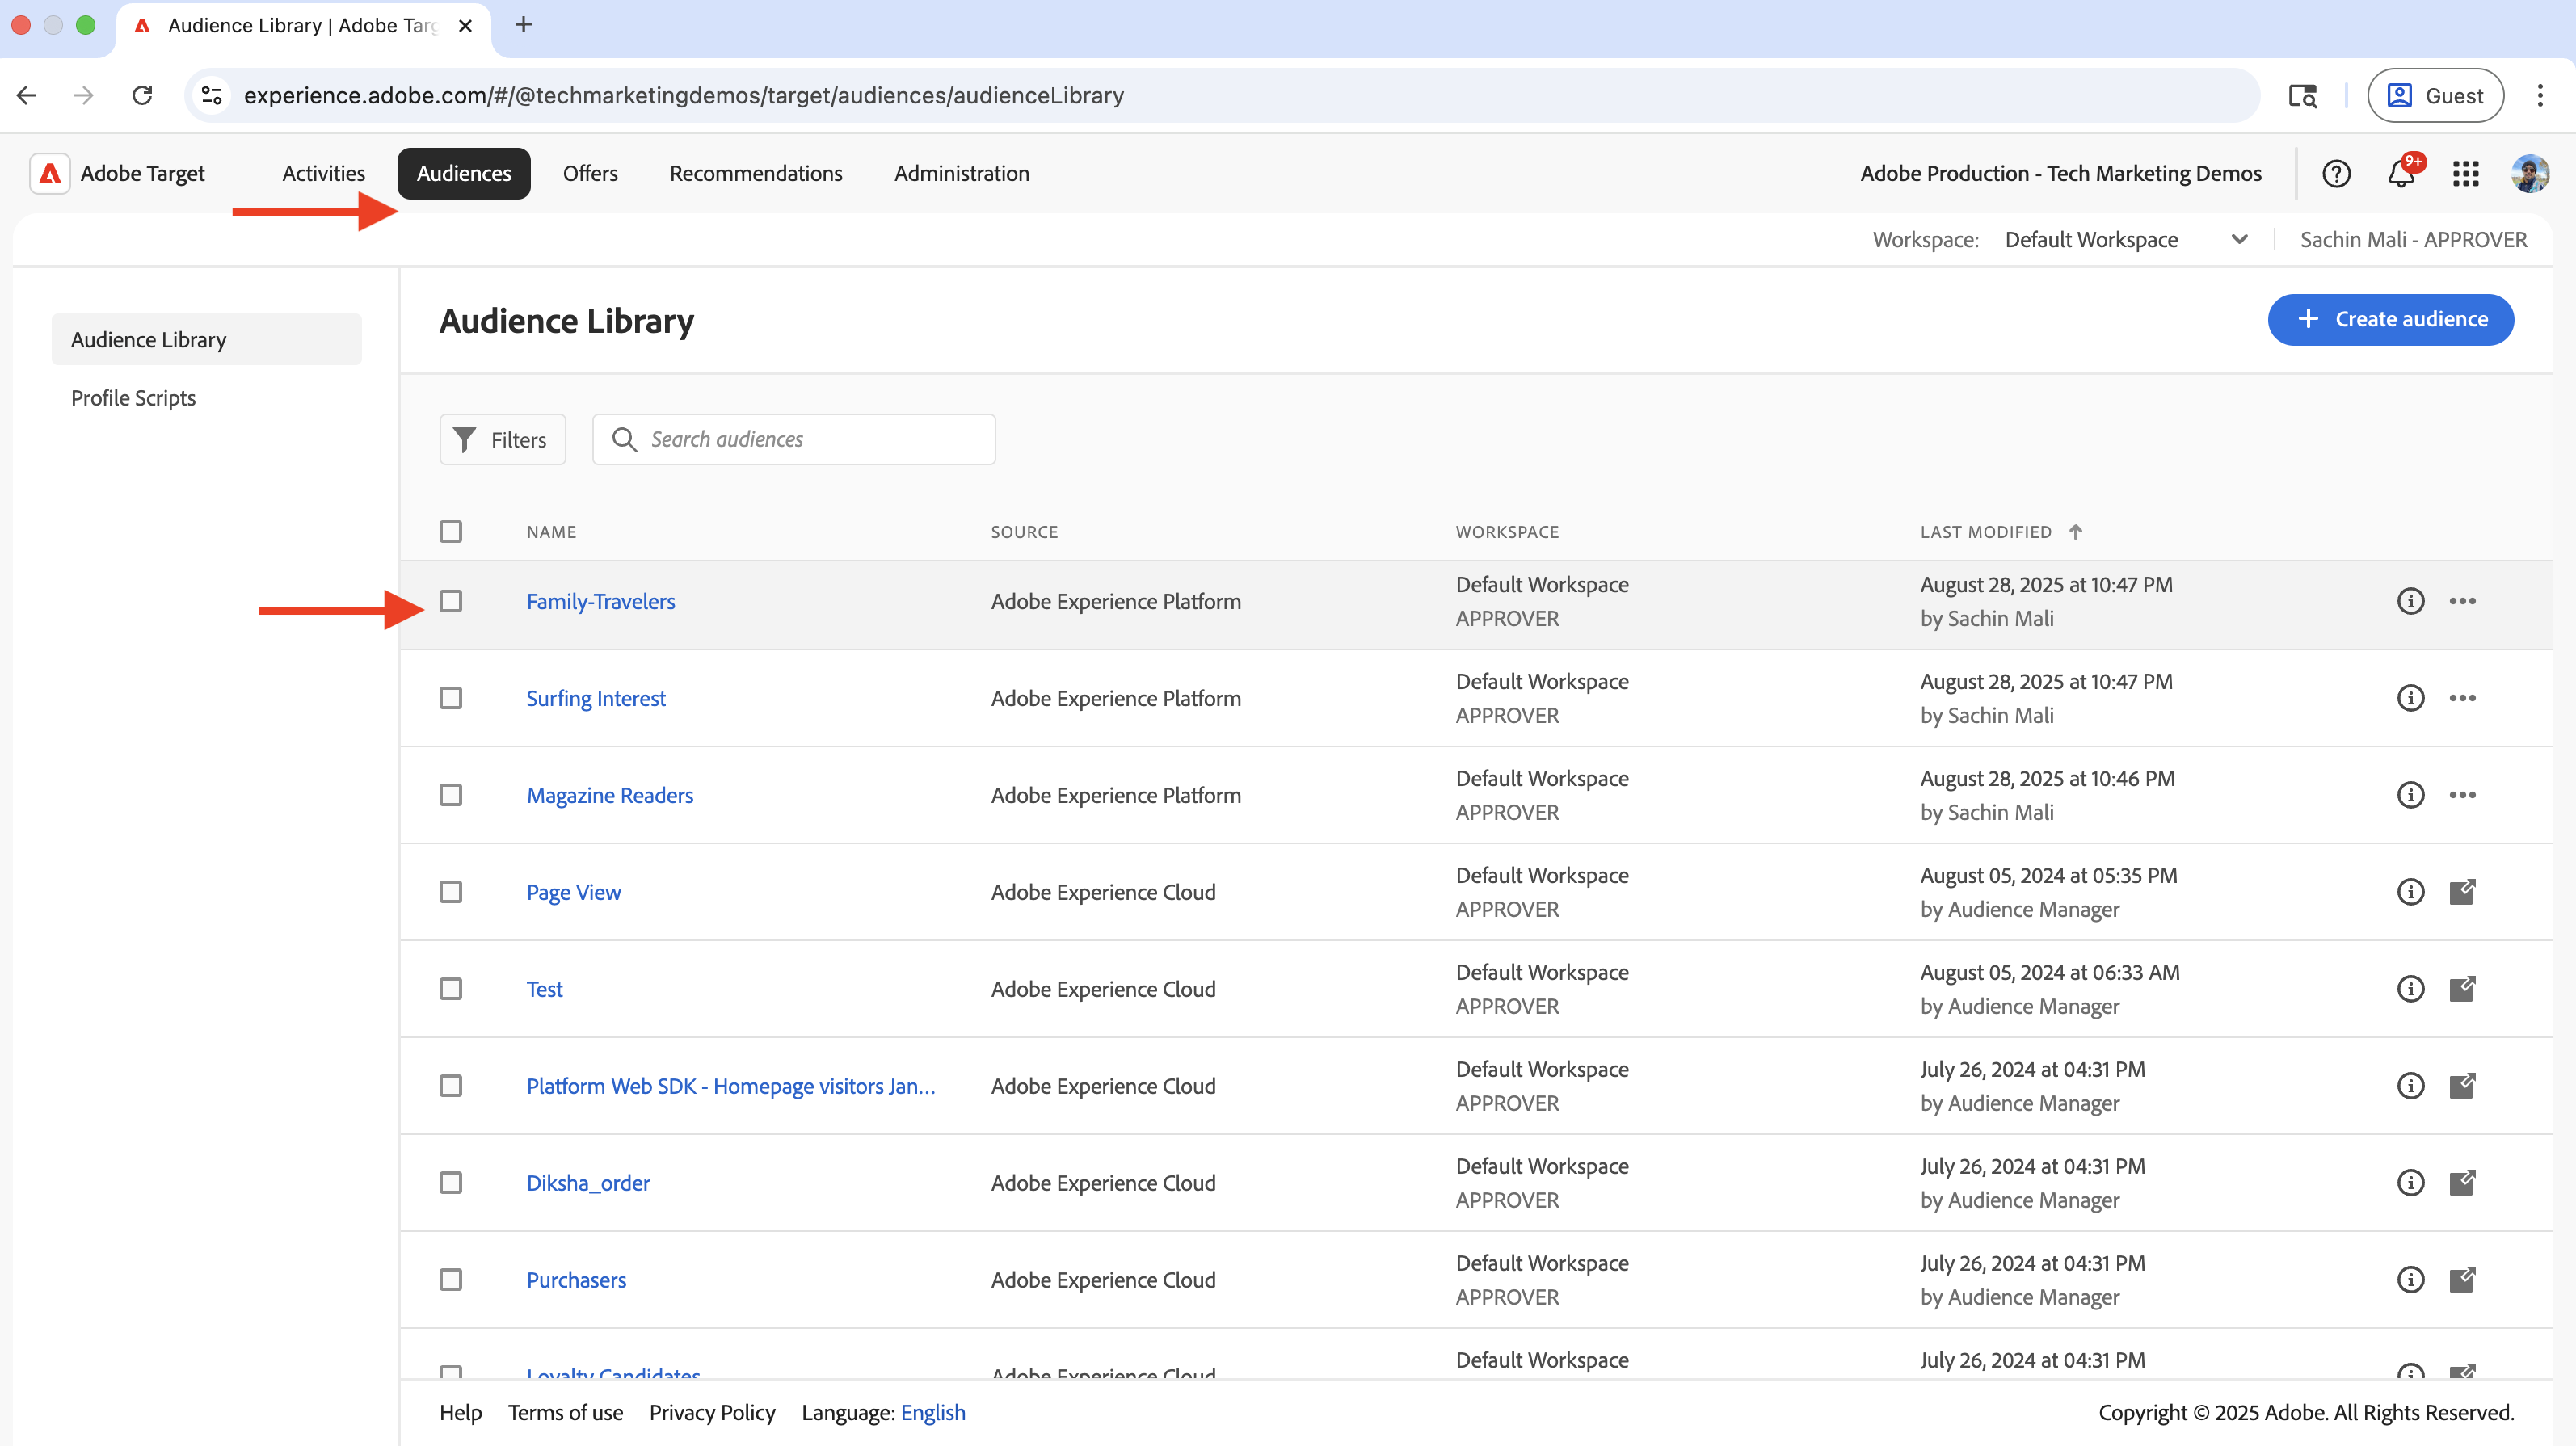 Audience Library | Adobe Targ
experience.adobe.com/#/@techmarketingdemos/target/audiences/audienceLibrary
Guest
Adobe Target
Activities
Audiences
Offers
Recommendations
Administration
Adobe Production - Tech Marketing Demos
9+
Workspace: Default Workspace
Sachin Mali - APPROVER
Audience Library
Profile Scripts
Audience Library
Create audience
Filters
Search audiences
NAME SOURCE WORKSPACE LAST MODIFIED
Family-Travelers Adobe Experience Platform Default Workspace August 28, 2025 at 10:47 PM
APPROVER by Sachin Mali
Surfing Interest Adobe Experience Platform Default Workspace August 28, 2025 at 10:47 PM
APPROVER by Sachin Mali
Magazine Readers Adobe Experience Platform Default Workspace August 28, 2025 at 10:46 PM
APPROVER by Sachin Mali
Page View Adobe Experience Cloud Default Workspace August 05, 2024 at 05:35 PM
APPROVER by Audience Manager
Test Adobe Experience Cloud Default Workspace August 05, 2024 at 06:33 AM
APPROVER by Audience Manager
Platform Web SDK - Homepage visitors Jan... Adobe Experience Cloud Default Workspace July 26, 2024 at 04:31 PM
APPROVER by Audience Manager
Diksha_order Adobe Experience Cloud Default Workspace July 26, 2024 at 04:31 PM
APPROVER by Audience Manager
Purchasers Adobe Experience Cloud Default Workspace July 26, 2024 at 04:31 PM
APPROVER by Audience Manager
Loyalty Candidates Adobe Experience Cloud Default Workspace July 26, 2024 at 04:31 PM
Help Terms of use Privacy Policy Language: English
Copyright © 2025 Adobe. All Rights Reserved.